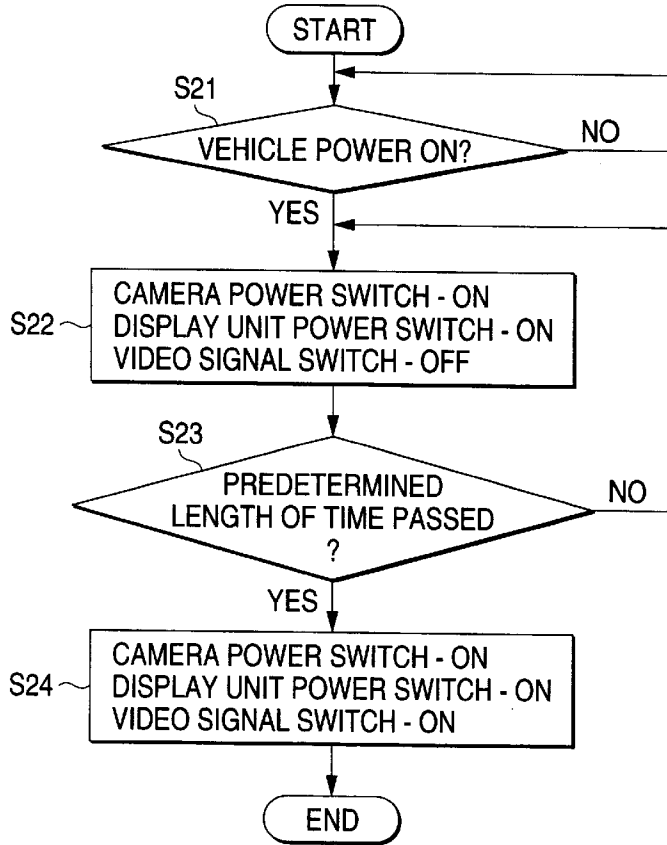 START
S21
VEHICLE POWER ON?
NO
YES
S22
CAMERA POWER SWITCH - ON
DISPLAY UNIT POWER SWITCH - ON
VIDEO SIGNAL SWITCH - OFF
S23
PREDETERMINED
LENGTH OF TIME PASSED
?
NO
YES
S24
CAMERA POWER SWITCH - ON
DISPLAY UNIT POWER SWITCH - ON
VIDEO SIGNAL SWITCH - ON
END